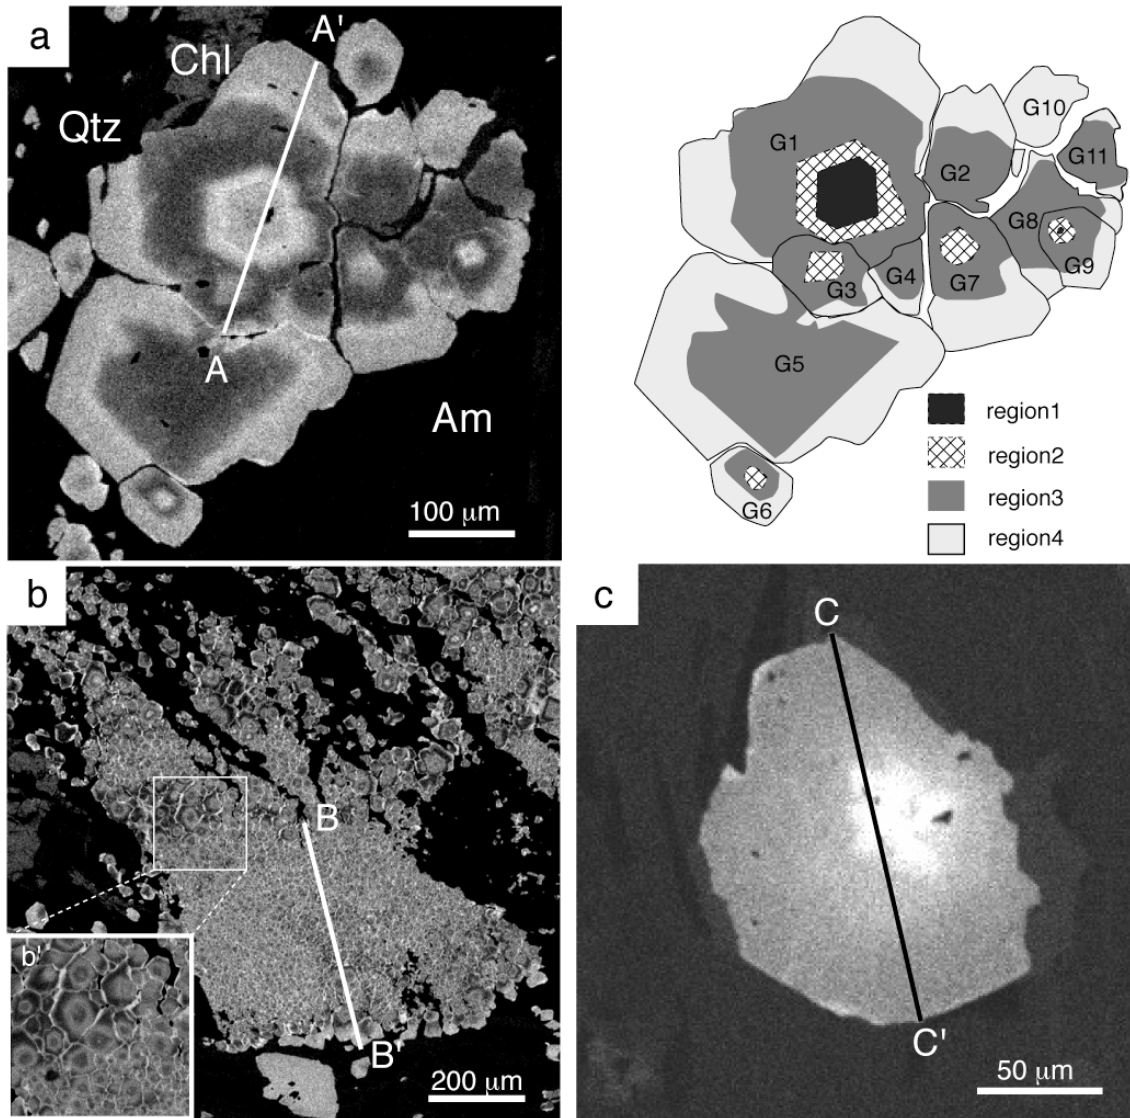 a
A'
Chl
Qtz
A
Am
100 μm
G1
G2
G10
G11
G8
G9
G7
G4
G3
G5
G6
region1
region2
region3
region4
b
B
B'
b'
200 μm
c
C
C'
50 μm